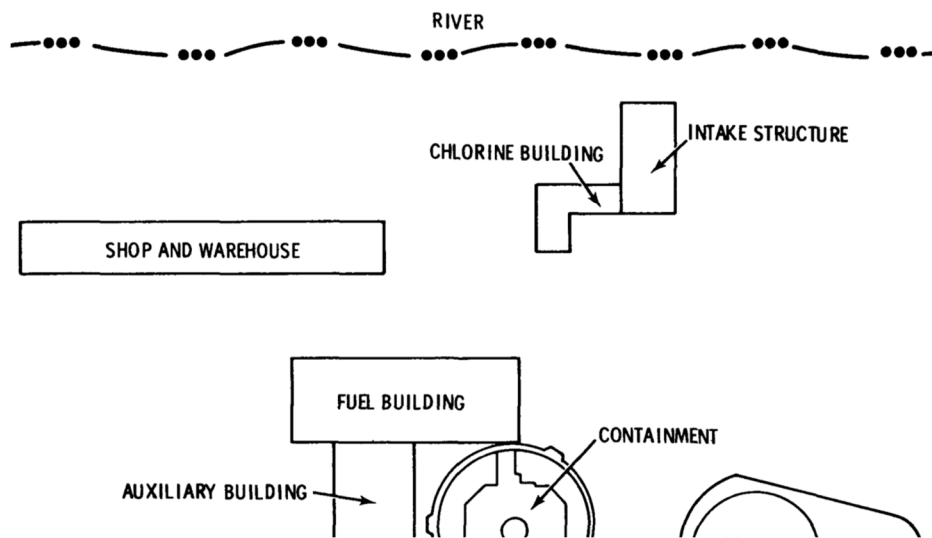 RIVER
INTAKE STRUCTURE
CHLORINE BUILDING
SHOP AND WAREHOUSE
FUEL BUILDING
CONTAINMENT
AUXILIARY BUILDING